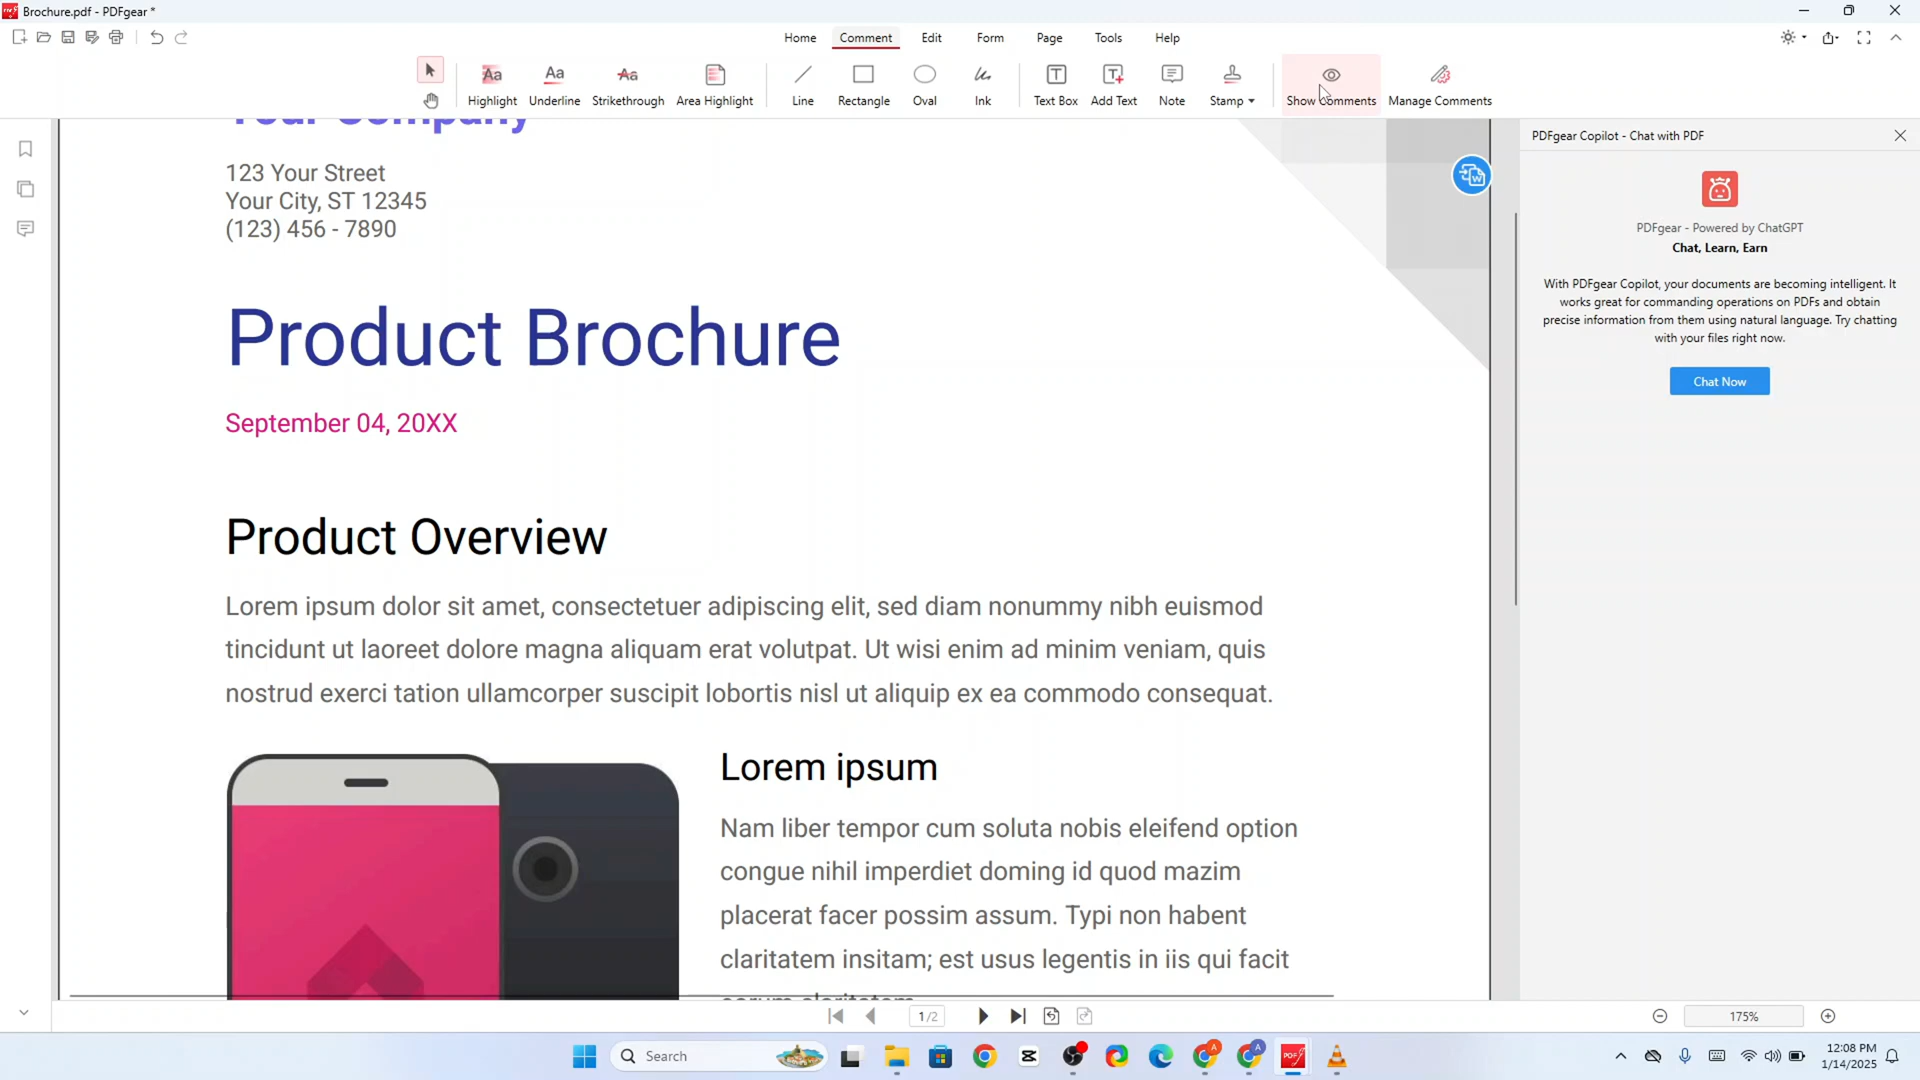 Brochure.pdf - PDFgear *
Home Comment Edit Form Page Tools Help
Highlight Underline Strikethrough Area Highlight Line Rectangle Oval Ink Text Box Add Text Note Stamp Show Comments Manage Comments
Your Company
123 Your Street
Your City, ST 12345
(123) 456 - 7890
Product Brochure
September 04, 20XX
Product Overview
Lorem ipsum dolor sit amet, consectetuer adipiscing elit, sed diam nonummy nibh euismod
tincidunt ut laoreet dolore magna aliquam erat volutpat. Ut wisi enim ad minim veniam, quis
nostrud exerci tation ullamcorper suscipit lobortis nisl ut aliquip ex ea commodo consequat.
Lorem ipsum
Nam liber tempor cum soluta nobis eleifend option
congue nihil imperdiet doming id quod mazim
placerat facer possim assum. Typi non habent
claritatem insitam; est usus legentis in iis qui facit
PDFgear Copilot - Chat with PDF
PDFgear - Powered by ChatGPT
Chat, Learn, Earn
With PDFgear Copilot, your documents are becoming intelligent. It
works great for commanding operations on PDFs and obtain
precise information from them using natural language. Try chatting
with your files right now.
Chat Now
1 /2
175%
Search
12:08 PM
1/14/2025